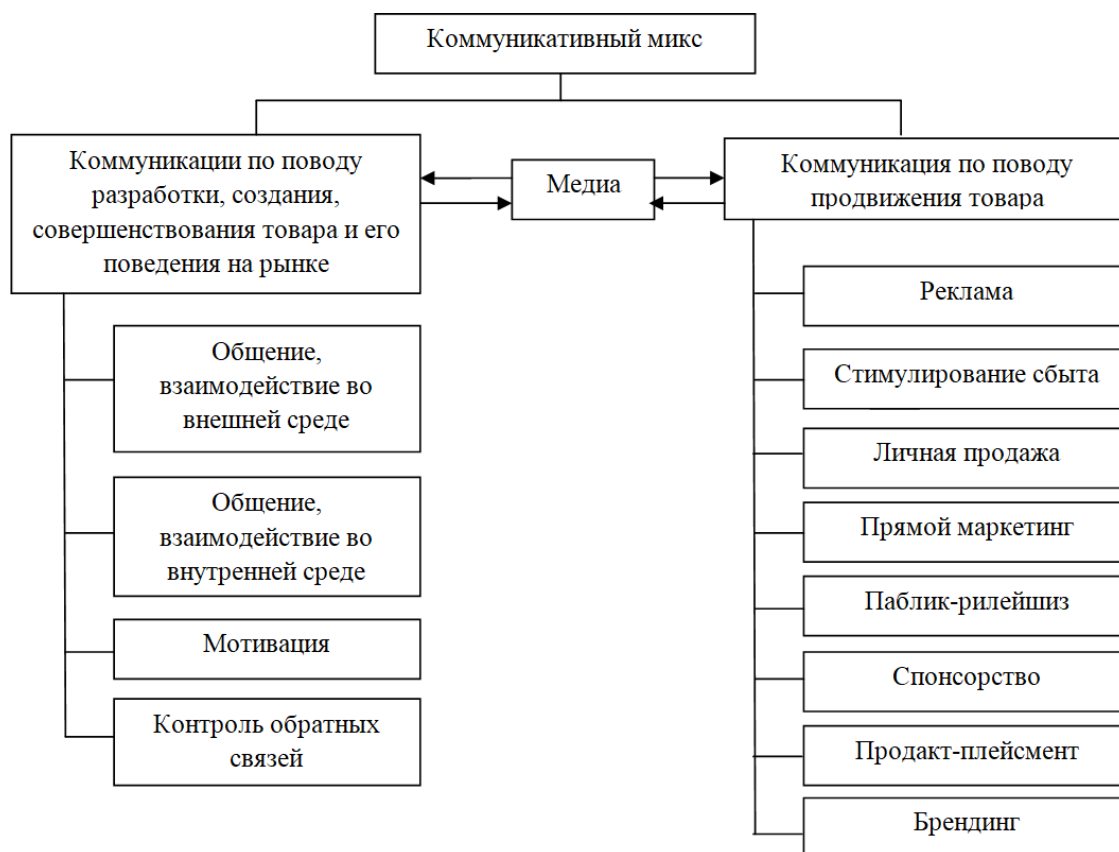 Коммуникативный микс
Коммуникации по поводу
разработки, создания,
совершенствования товара и его
поведения на рынке
Медиа
Коммуникация по поводу
продвижения товара
Общение,
взаимодействие во
внешней среде
Общение,
взаимодействие во
внутренней среде
Мотивация
Контроль обратных
связей
Реклама
Стимулирование сбыта
Личная продажа
Прямой маркетинг
Паблик-рилейшиз
Спонсорство
Продакт-плейсмент
Брендинг